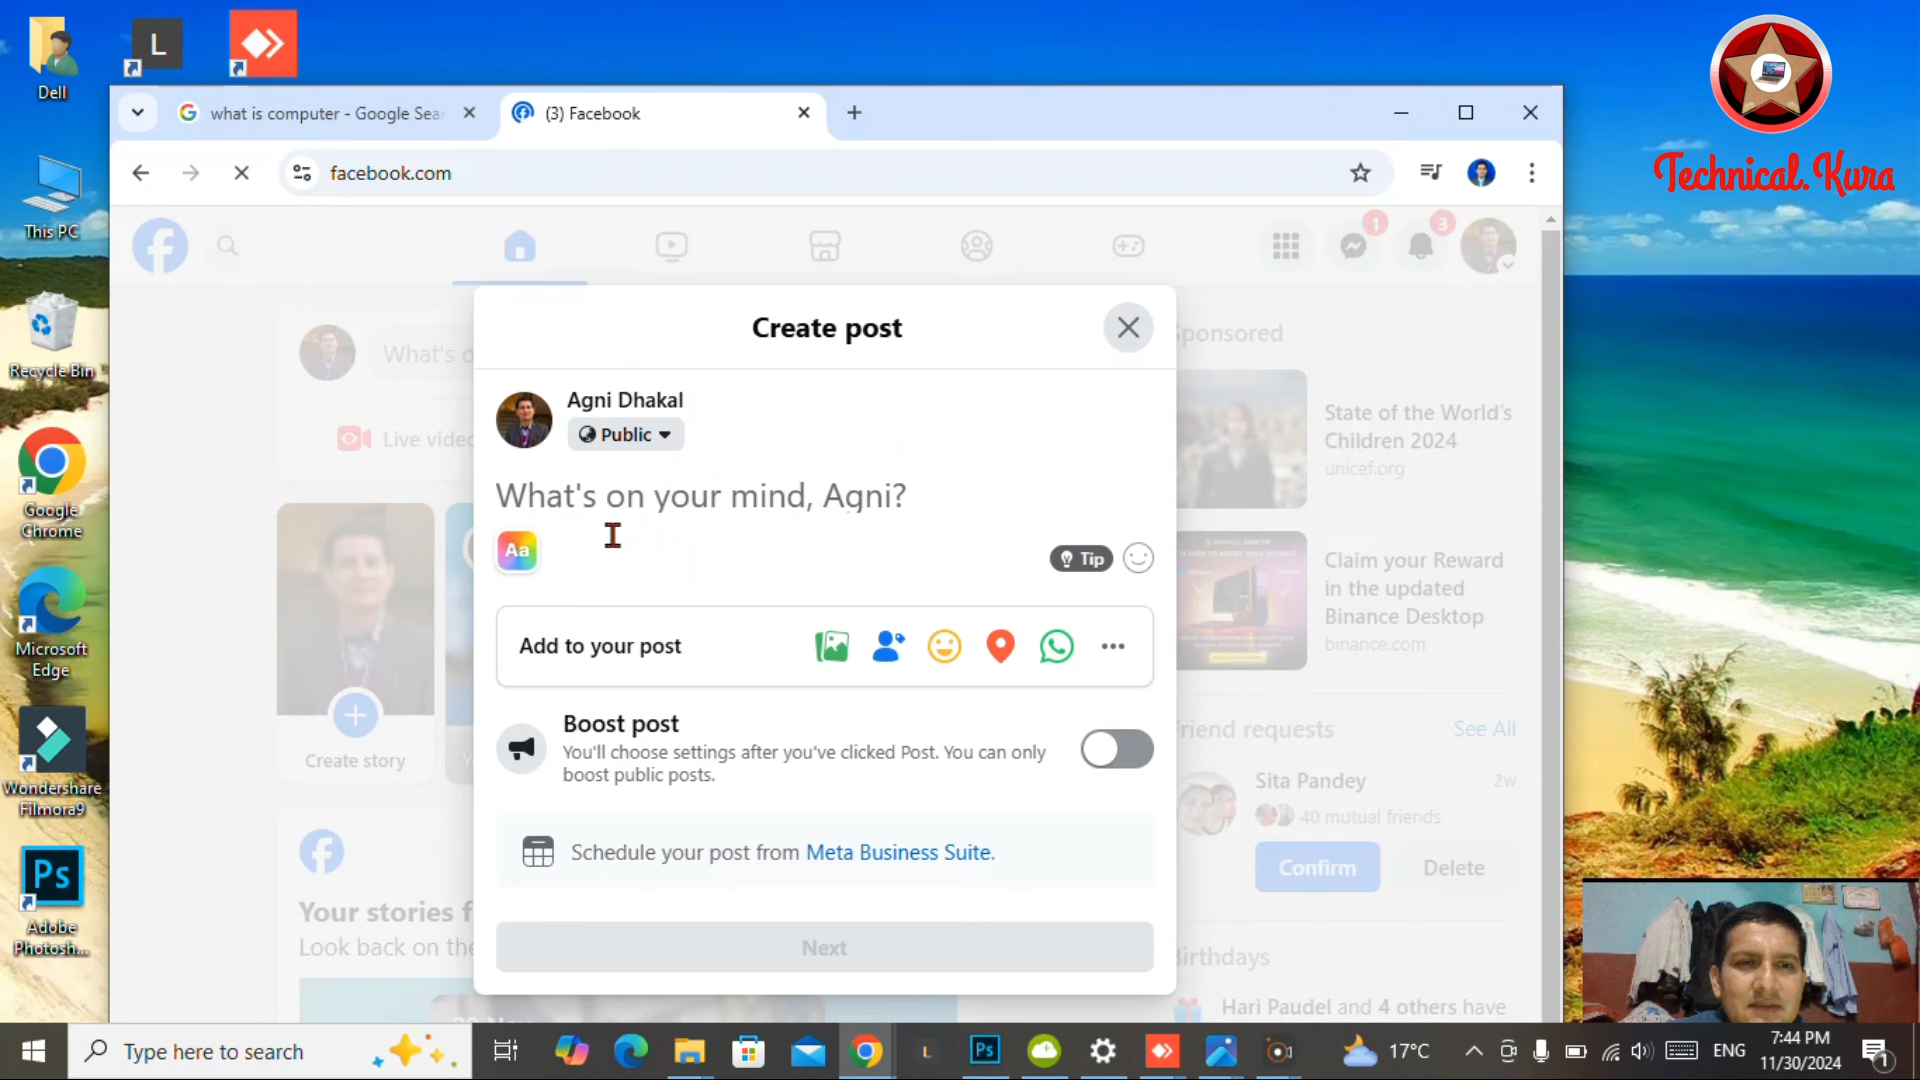 L
Dell
This PC
Recycle Bin
Google
Chrome
Microsoft
Edge
Wondershare
Filmora9
Ps
Adobe
Photosh...
Technical.Kura
what is computer - Google Sea
(3) Facebook
facebook.com
1
3
What's o
Live video
Create story
Y
Your stories f
Look back on the
Create post
Agni Dhakal
Public
What's on your mind, Agni?
Aa
Tip
Add to your post
Boost post
You'll choose settings after you've clicked Post. You can only
boost public posts.
Schedule your post from Meta Business Suite.
Next
Sponsored
State of the World's
Children 2024
unicef.org
Claim your Reward
in the updated
Binance Desktop
binance.com
Friend requests
See All
Sita Pandey
2w
40 mutual friends
Confirm
Delete
Birthdays
Hari Paudel and 4 others have
Type here to search
L
Ps
17°C
ENG
7:44 PM
11/30/2024
1